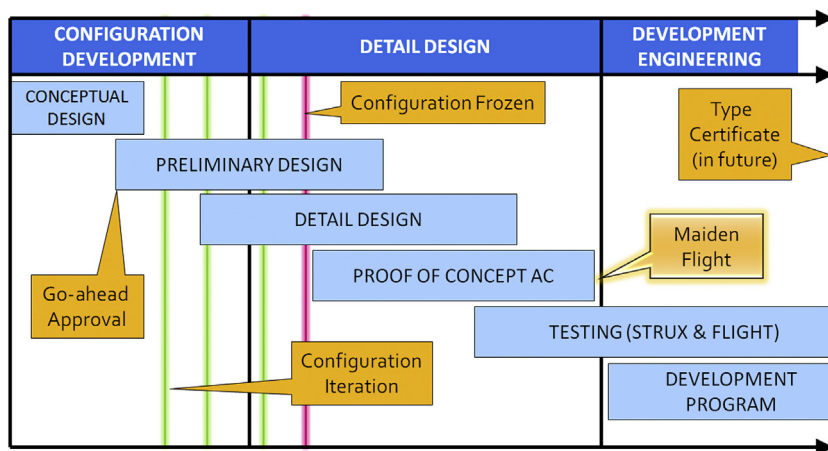 CONFIGURATION
DEVELOPMENT
DETAIL DESIGN
DEVELOPMENT
ENGINEERING
CONCEPTUAL
DESIGN
Configuration Frozen
Type
Certificate
(in future)
PRELIMINARY DESIGN
DETAIL DESIGN
Maiden
Flight
PROOF OF CONCEPT AC
Go-ahead
Approval
TESTING (STRUX & FLIGHT)
Configuration
Iteration
DEVELOPMENT
PROGRAM